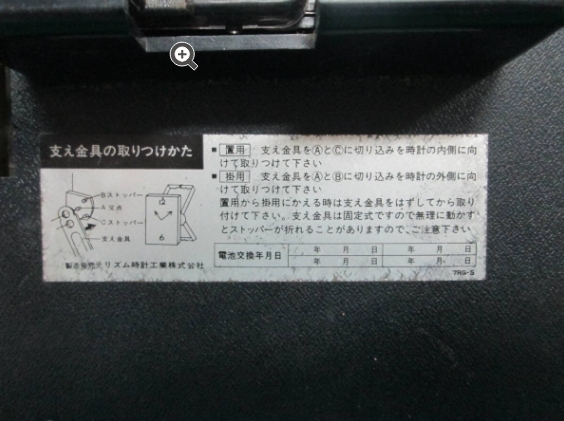 支え金具の取りつけかた
Bストッパー
A支点
Cストッパー
支え金具
リズム時計工業株式会社
■ 置用 支え金具をⒶとⒸに切り込みを時計の内側に向
けて取りつけて下さい
■ 掛用 支え金具をⒶとⒷに切り込みを時計の外側に向
けて取りつけて下さい
置用から掛用にかえる時は支え金具をはずしてから取り
付けて下さい。支え金具は固定式ですので無理に動かす
とストッパーが折れることがありますので、ご注意下さい
電池交換年月日
年 月 日 年 月 日
年 月 日 年 月 日
7RG-S